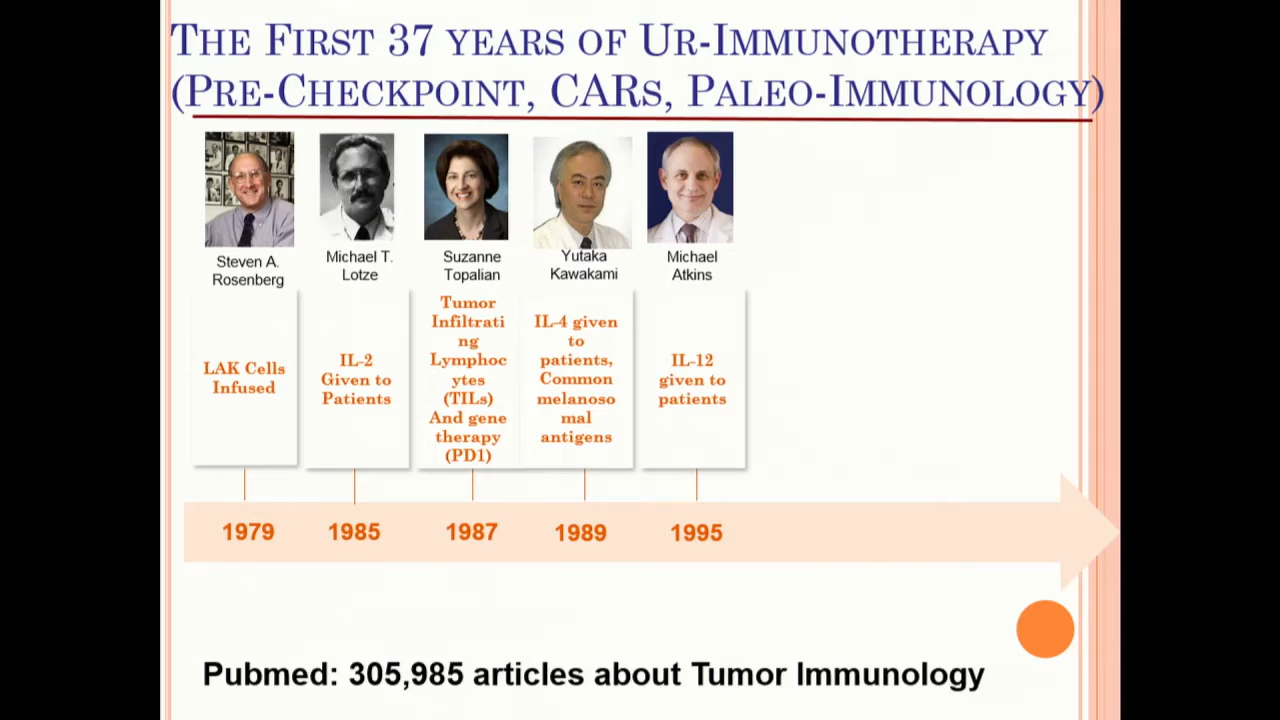 THE FIRST 37 YEARS OF UR-IMMUNOTHERAPY
(PRE-CHECKPOINT, CARS, PALEO-IMMUNOLOGY)
Steven A.
Rosenberg
Michael T.
Lotze
Suzanne
Topalian
Yutaka
Kawakami
Michael
Atkins
LAK Cells
Infused
IL-2
Given to
Patients
Tumor
Infiltrati
ng
Lymphoc
ytes
(TILs)
And gene
therapy
(PD1)
IL-4 given
to
patients,
Common
melanoso
mal
antigens
IL-12
given to
patients
1979
1985
1987
1989
1995
Pubmed: 305,985 articles about Tumor Immunology